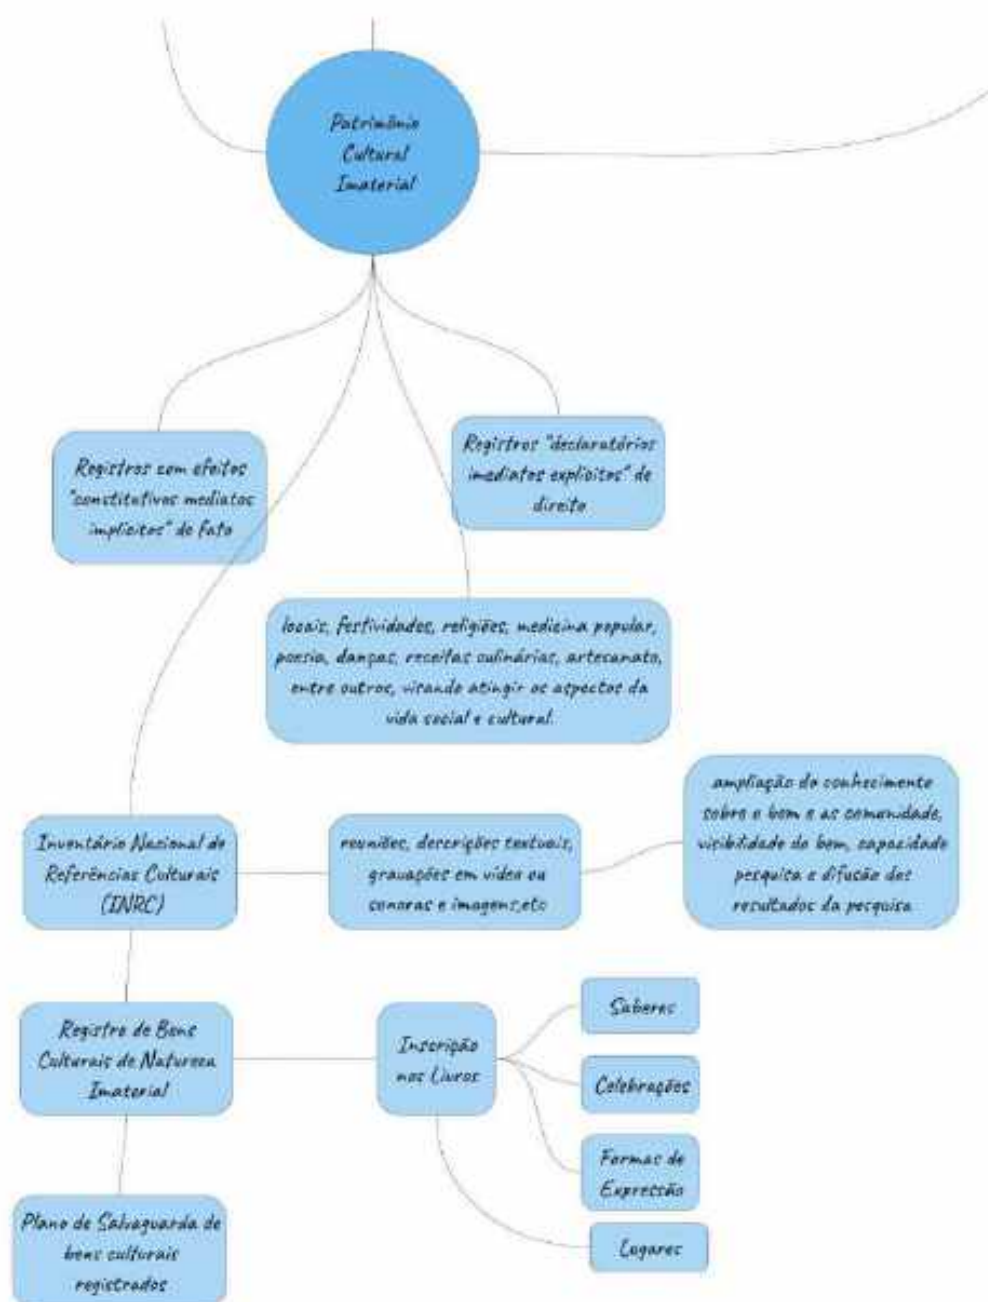 Patrimônio
Cultural
Imaterial
Registros com efeitos
"constitutivos mediatos
implícitos" de fato
Registros "declaratórios
imediatos explícitos" de
direito
locais, festividades, religiões, medicina popular,
poesia, danças, receitas culinárias, artesanato,
entre outros, visando atingir os aspectos da
vida social e cultural.
Inventário Nacional de
Referências Culturais
(INRC)
reuniões, descrições textuais,
gravações em vídeo ou
sonoras e imagens,etc
ampliação do conhecimento
sobre o bem e as comunidade,
visibilidade do bem, capacidade
pesquisa e difusão dos
resultados da pesquisa
Registro de Bens
Culturais de Natureza
Imaterial
Inscrição
nos Livros
Saberes
Celebrações
Formas de
Expressão
Lugares
Plano de Salvaguarda de
bens culturais
registrados